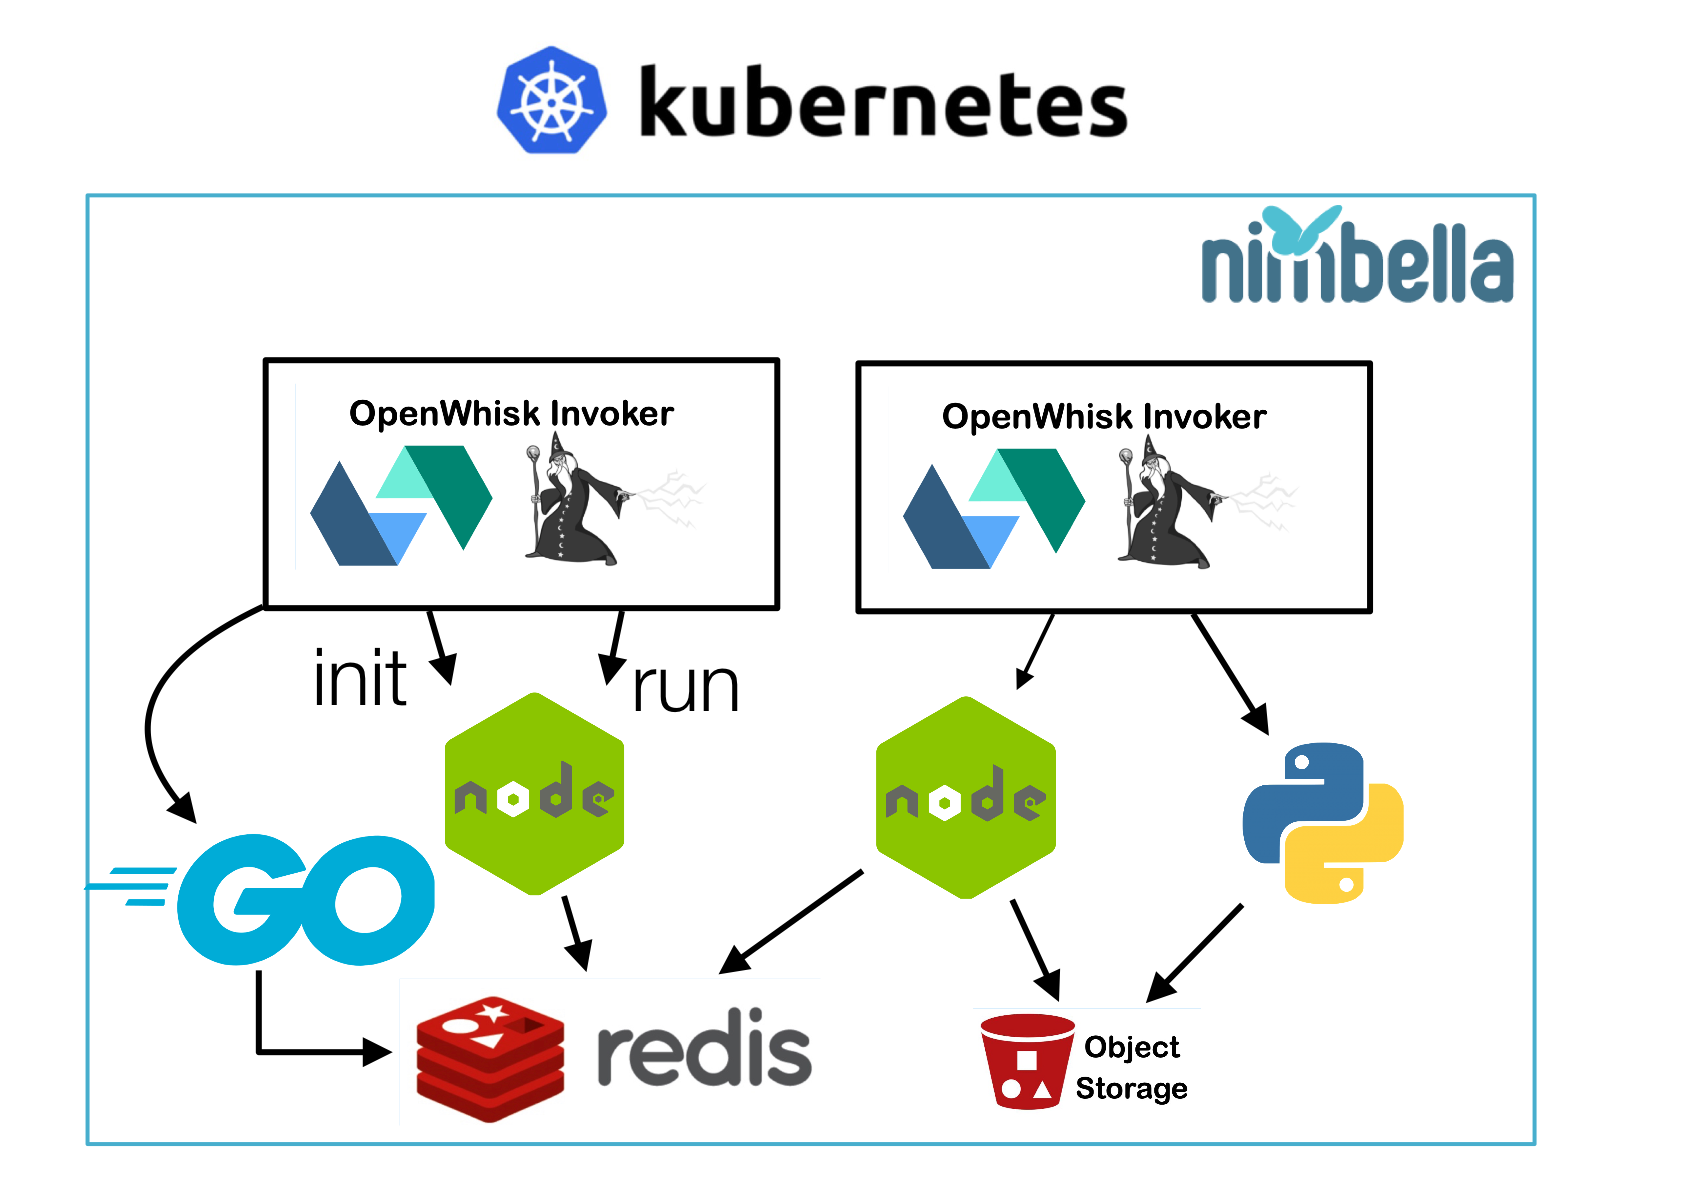 kubernetes
nimbella
OpenWhisk Invoker
OpenWhisk Invoker
init
run
node
node
GO
redis
Object
Storage